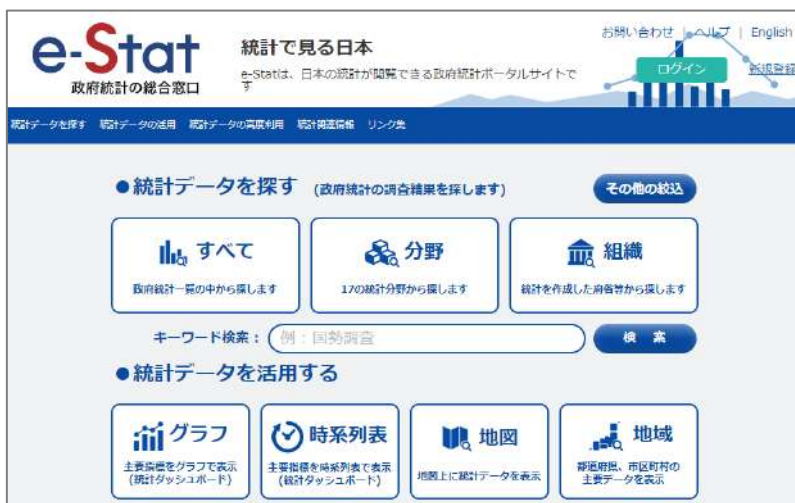 お問い合わせ | ヘルプ | English
e-Stat
統計で見る日本
ログイン
新規登録
政府統計の総合窓口
e-Statは、日本の統計が閲覧できる政府統計ポータルサイトで
す
統計データを探す 統計データの活用 統計データの高度利用 統計関連情報 リンク集
●統計データを探す (政府統計の調査結果を探します) その他の絞込
すべて
政府統計一覧の中から探します
分野
17の統計分野から探します
組織
統計を作成した府省等から探します
キーワード検索： 例：国勢調査 検 索
●統計データを活用する
グラフ
主要指標をグラフで表示
(統計ダッシュボード)
時系列表
主要指標を時系列表で表示
(統計ダッシュボード)
地図
地図上に統計データを表示
地域
都道府県、市区町村の
主要データを表示